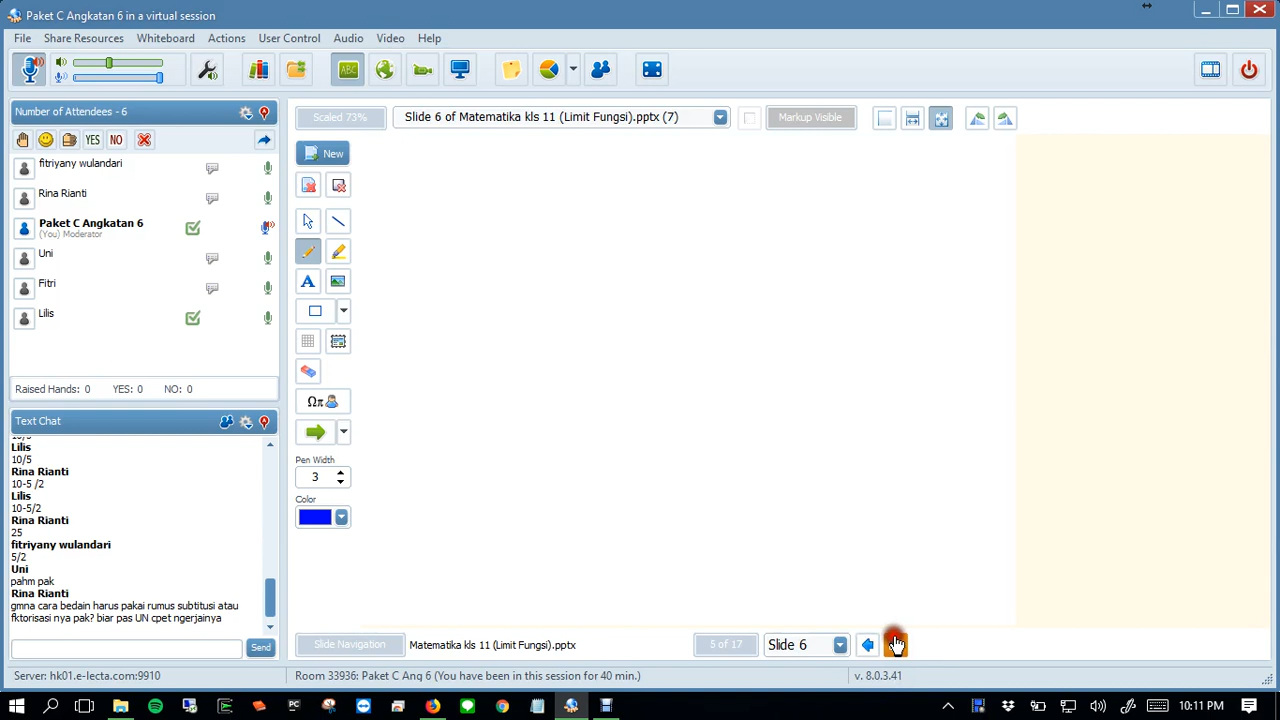 Paket C Angkatan 6 in a virtual session
File Share Resources Whiteboard Actions User Control Audio Video Help
ABC
Number of Attendees - 6
YES NO
fitriyany wulandari
Rina Rianti
Paket C Angkatan 6
(You) Moderator
Uni
Fitri
Lilis
Raised Hands: 0 YES: 0 NO: 0
Text Chat
Lilis
10/5
Rina Rianti
10-5 /2
Lilis
10-5/2
Rina Rianti
25
fitriyany wulandari
5/2
Uni
pahm pak
Rina Rianti
gmna cara bedain harus pakai rumus subtitusi atau
fktorisasi nya pak? biar pas UN cpet ngerjainya
Send
Scaled 73%
Slide 6 of Matematika kls 11 (Limit Fungsi).pptx (7)
Markup Visible
New
A
Ωπ
Pen Width
3
Color
Slide Navigation
Matematika kls 11 (Limit Fungsi).pptx
5 of 17
Slide 6
Server: hk01.e-lecta.com:9910
Room 33936: Paket C Ang 6 (You have been in this session for 40 min.)
v. 8.0.3.41
PC
10:11 PM